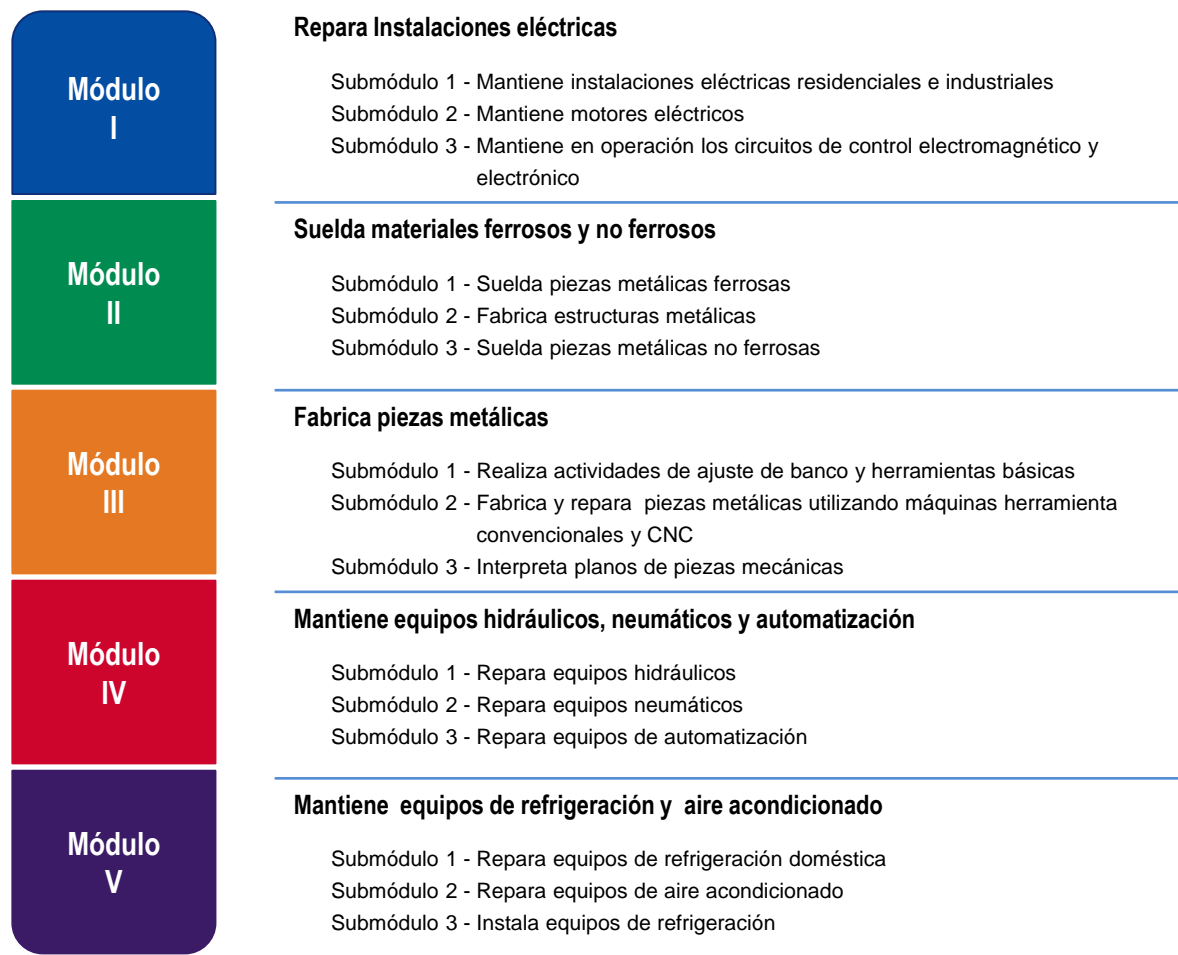 Módulo
I
Repara Instalaciones eléctricas
Submódulo 1 - Mantiene instalaciones eléctricas residenciales e industriales
Submódulo 2 - Mantiene motores eléctricos
Submódulo 3 - Mantiene en operación los circuitos de control electromagnético y
electrónico
Módulo
II
Suelda materiales ferrosos y no ferrosos
Submódulo 1 - Suelda piezas metálicas ferrosas
Submódulo 2 - Fabrica estructuras metálicas
Submódulo 3 - Suelda piezas metálicas no ferrosas
Módulo
III
Fabrica piezas metálicas
Submódulo 1 - Realiza actividades de ajuste de banco y herramientas básicas
Submódulo 2 - Fabrica y repara  piezas metálicas utilizando máquinas herramienta
convencionales y CNC
Submódulo 3 - Interpreta planos de piezas mecánicas
Módulo
IV
Mantiene equipos hidráulicos, neumáticos y automatización
Submódulo 1 - Repara equipos hidráulicos
Submódulo 2 - Repara equipos neumáticos
Submódulo 3 - Repara equipos de automatización
Módulo
V
Mantiene  equipos de refrigeración y  aire acondicionado
Submódulo 1 - Repara equipos de refrigeración doméstica
Submódulo 2 - Repara equipos de aire acondicionado
Submódulo 3 - Instala equipos de refrigeración